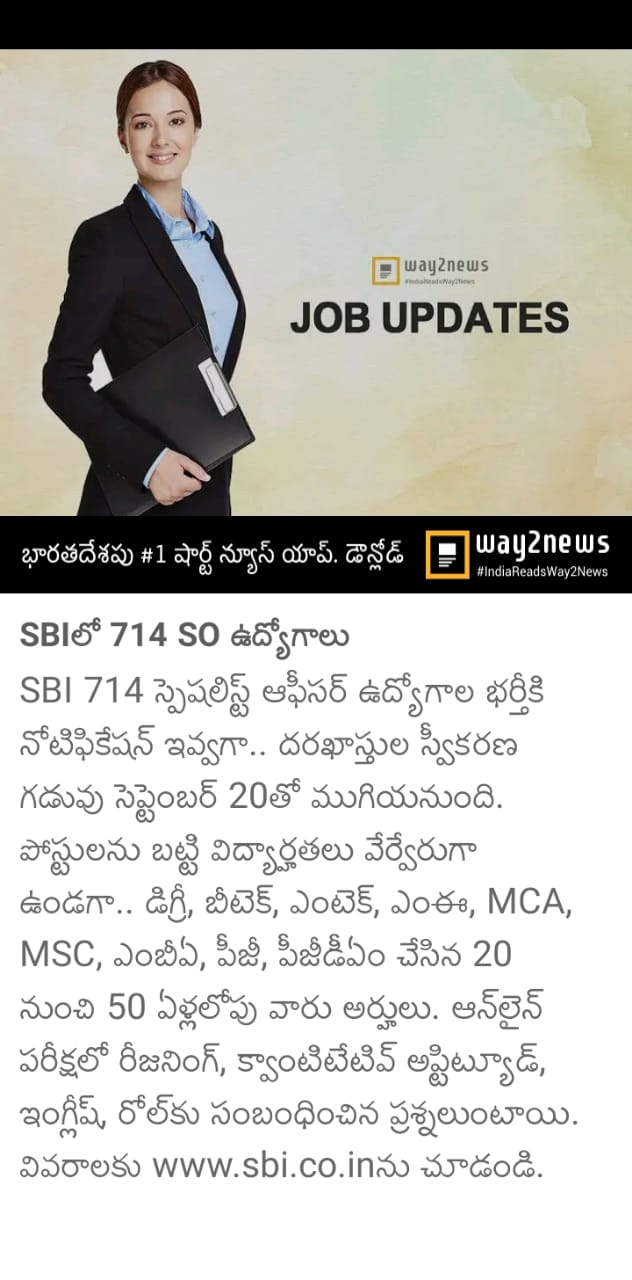 way2news
#IndiaReadsWay2News
JOB UPDATES
భారతదేశపు #1 షార్ట్ న్యూస్ యాప్. డౌన్లోడ్
way2news
#IndiaReadsWay2News
SBIలో 714 SO ఉద్యోగాలు
SBI 714 స్పెషలిస్ట్ ఆఫీసర్ ఉద్యోగాల భర్తీకి
నోటిఫికేషన్ ఇవ్వగా.. దరఖాస్తుల స్వీకరణ
గడువు సెప్టెంబర్ 20తో ముగియనుంది.
పోస్టులను బట్టి విద్యార్హతలు వేర్వేరుగా
ఉండగా.. డిగ్రీ, బీటెక్, ఎంటెక్, ఎంఈ, MCA,
MSC, ఎంబీఏ, పీజీ, పీజీడీఏం చేసిన 20
నుంచి 50 ఏళ్లలోపు వారు అర్హులు. ఆన్‌లైన్
పరీక్షలో రీజనింగ్, క్వాంటిటేటివ్ అప్టిట్యూడ్,
ఇంగ్లీష్, రోల్‌కు సంబంధించిన ప్రశ్నలుంటాయి.
వివరాలకు www.sbi.co.inను చూడండి.